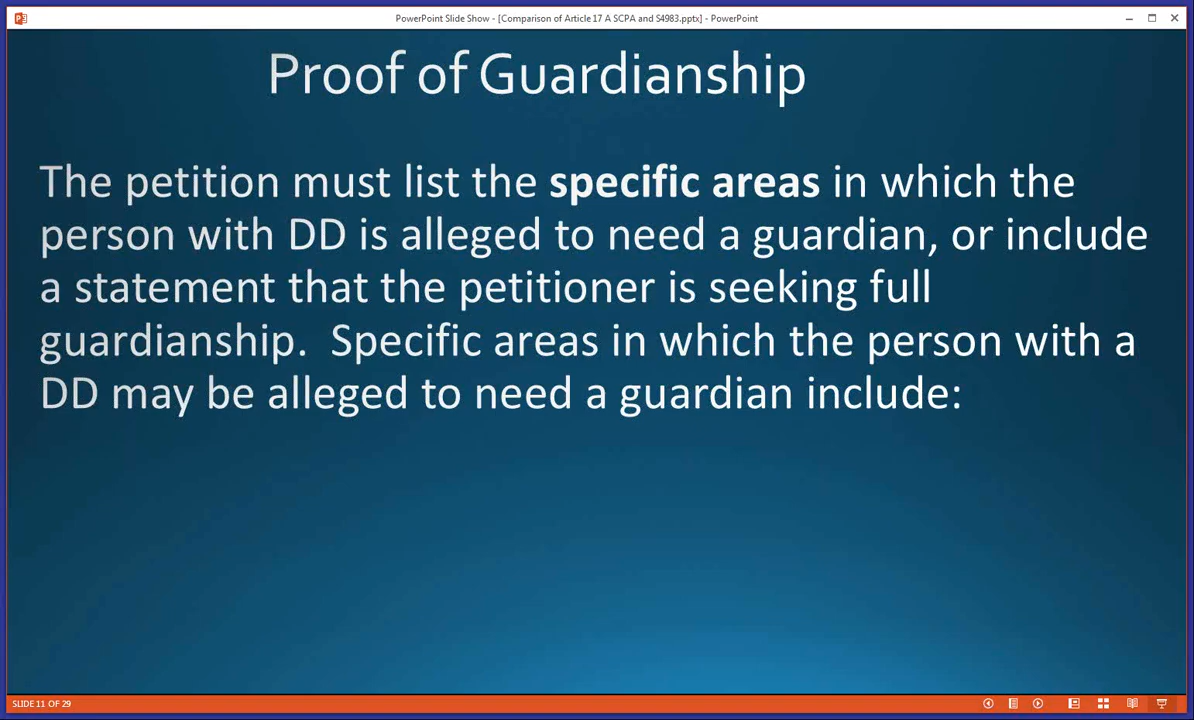 PowerPoint Slide Show - [Comparison of Article 17 A SCPA and S4983.pptx] - PowerPoint
Proof of Guardianship
The petition must list the specific areas in which the
person with DD is alleged to need a guardian, or include
a statement that the petitioner is seeking full
guardianship.  Specific areas in which the person with a
DD may be alleged to need a guardian include:
SLIDE 11 OF 29